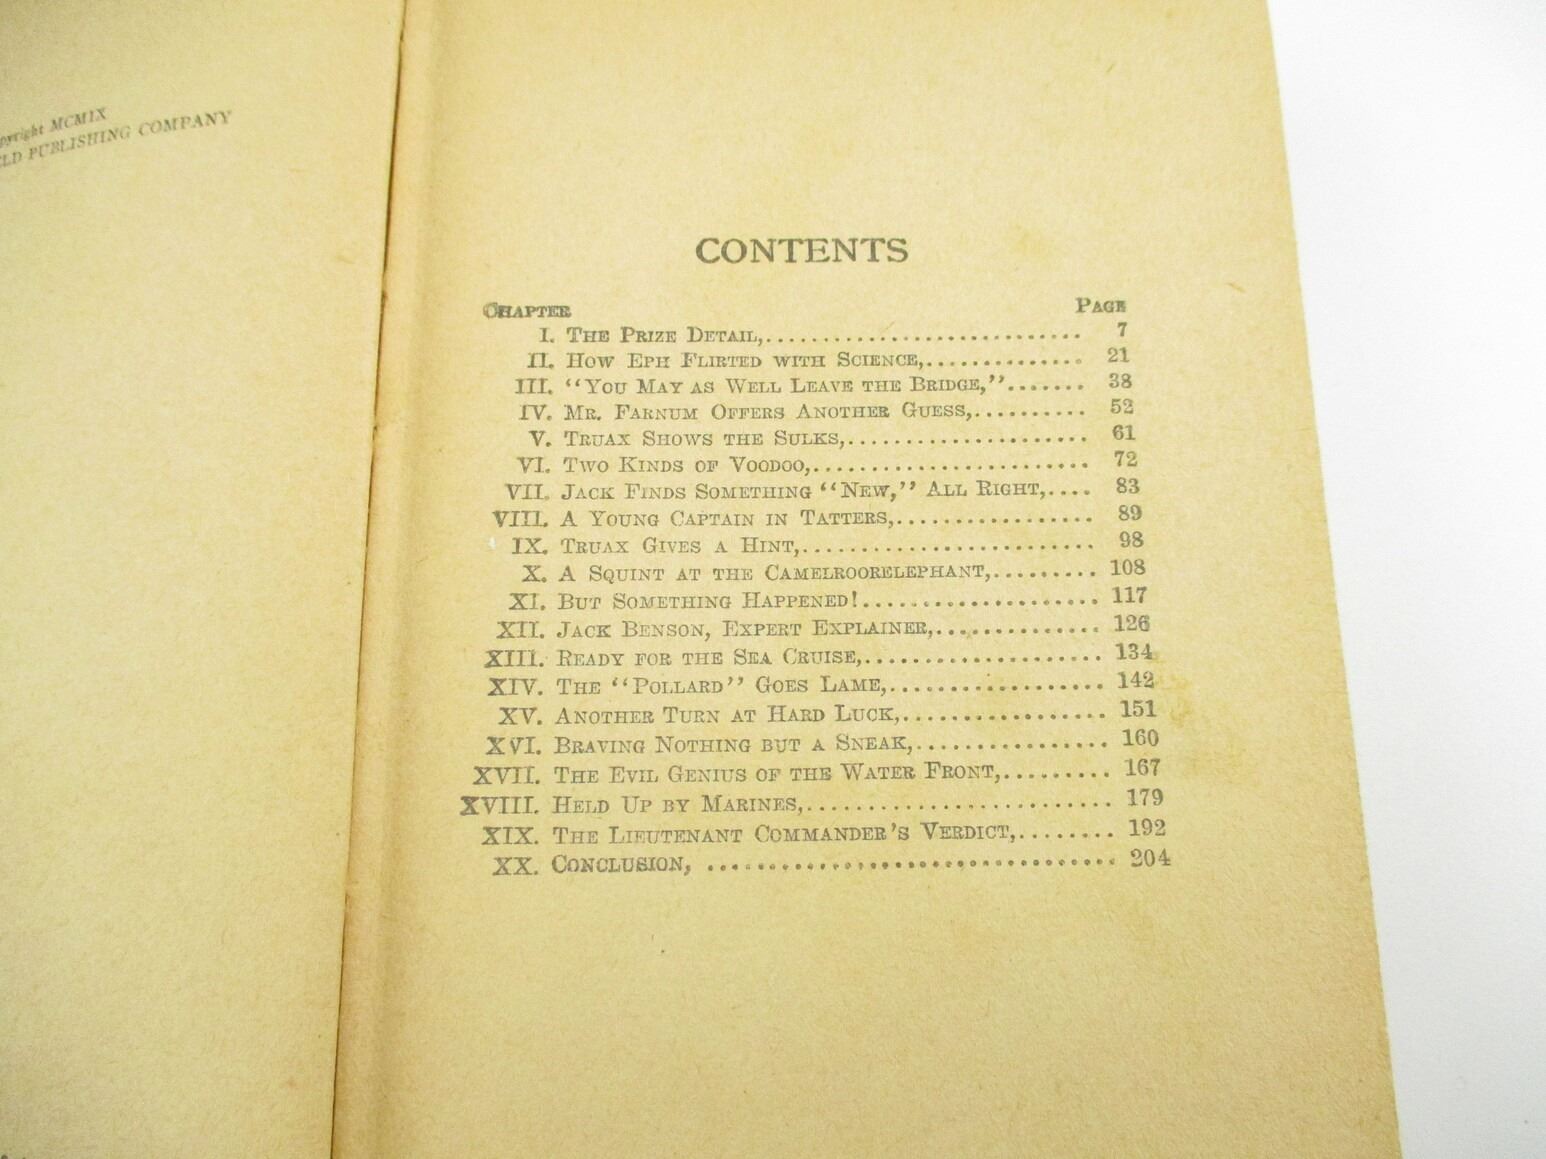 MCMIX
PUBLISHING COMPANY
CONTENTS
CHAPTER PAGE
I. THE PRIZE DETAIL,............................ 7
II. HOW EPH FLIRTED WITH SCIENCE,.............. 21
III. “YOU MAY AS WELL LEAVE THE BRIDGE,”....... 38
IV. MR. FARNUM OFFERS ANOTHER GUESS,.......... 52
V. TRUAX SHOWS THE SULKS,..................... 61
VI. TWO KINDS OF VOODOO,........................ 72
VII. JACK FINDS SOMETHING “NEW,” ALL RIGHT,.... 83
VIII. A YOUNG CAPTAIN IN TATTERS,................. 89
IX. TRUAX GIVES A HINT,......................... 98
X. A SQUINT AT THE CAMELROORELEPHANT,......... 108
XI. BUT SOMETHING HAPPENED!..................... 117
XII. JACK BENSON, EXPERT EXPLAINER,.............. 126
XIII. READY FOR THE SEA CRUISE,..................... 134
XIV. THE “POLLARD” GOES LAME,................... 142
XV. ANOTHER TURN AT HARD LUCK,.................. 151
XVI. BRAVING NOTHING BUT A SNEAK,................ 160
XVII. THE EVIL GENIUS OF THE WATER FRONT,......... 167
XVIII. HELD UP BY MARINES,.......................... 179
XIX. THE LIEUTENANT COMMANDER'S VERDICT,........ 192
XX. CONCLUSION, .................................. 204